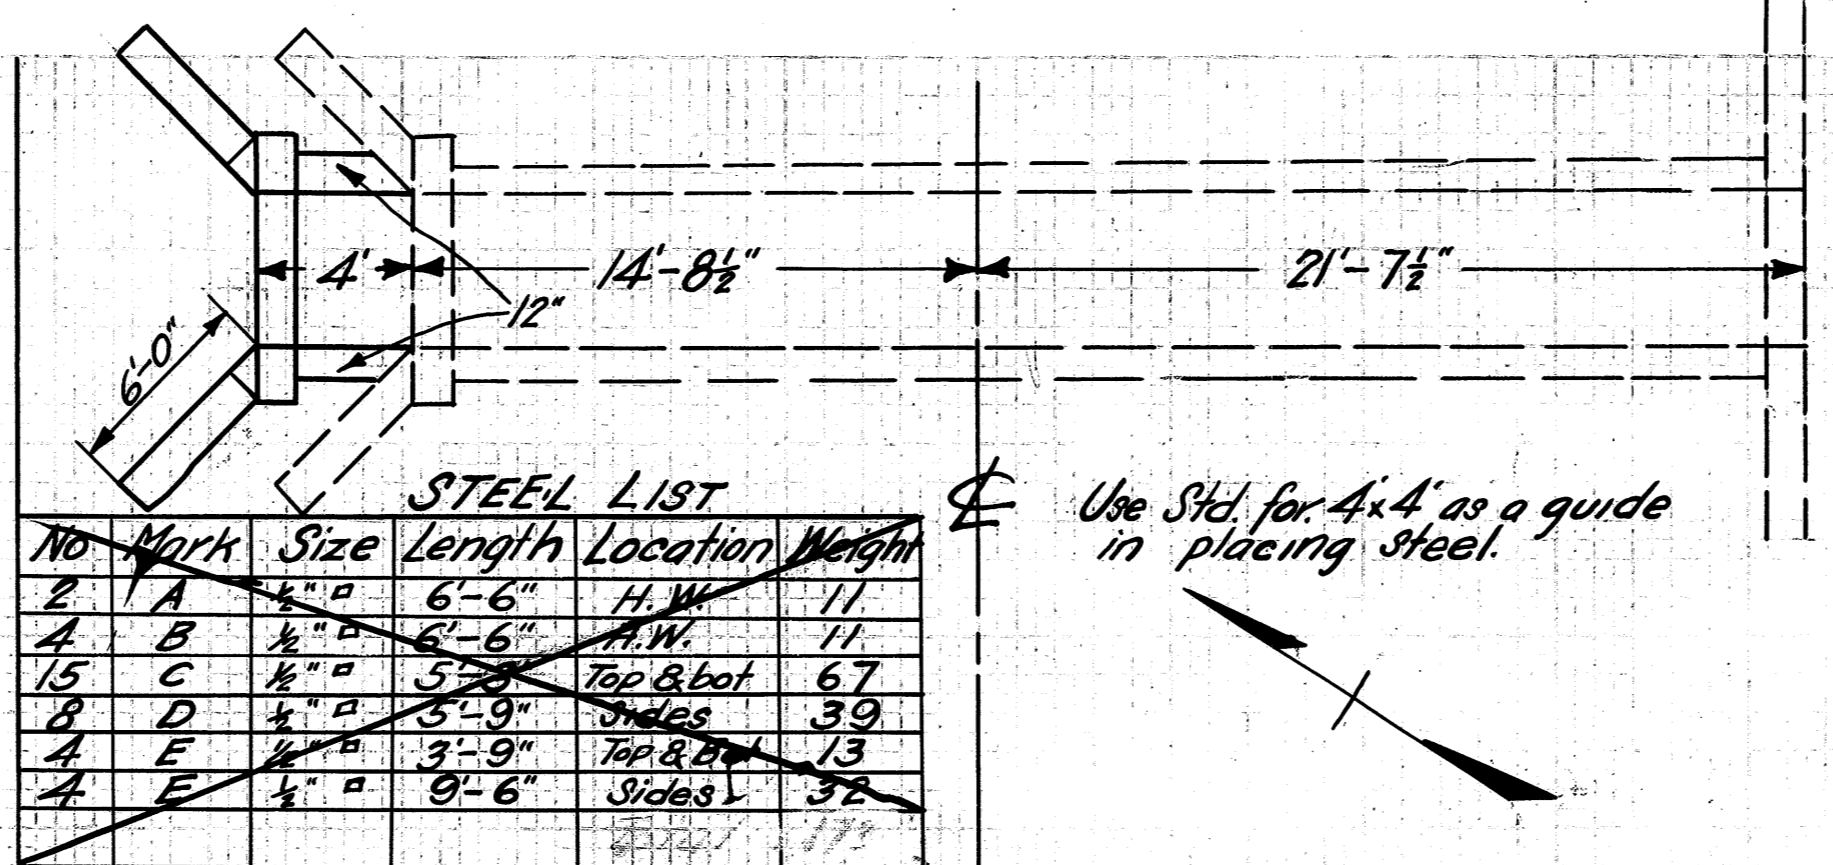 4'
14'-8½"
21'-7½"
12"
6'-0"
STEEL LIST
℄
Use Std. for 4'x4' as a guide
in placing steel.
No Mark Size Length Location Weight
2 A ½" □ 6'-6" H.W. 11
4 B ½" □ 6'-6" A.W. 11
15 C ½" □ Top & bot 67
8 D ½" □ 5'-9" Sides 39
4 E ½" □ 3'-9" Top & Bot 13
4 E ½" □ 9'-6" Sides 32